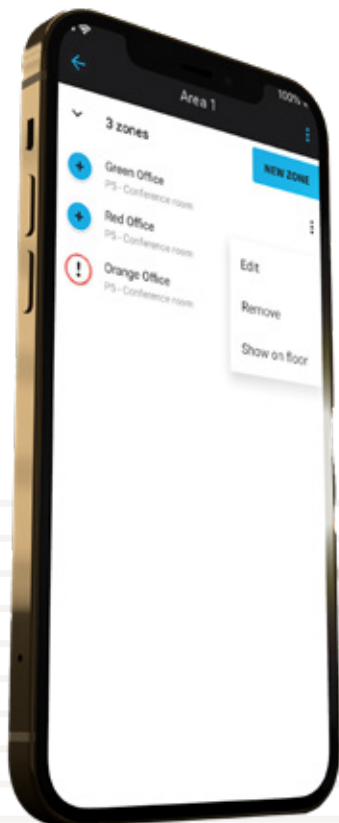 100%
Area 1
3 zones
NEW ZONE
Green Office
P5 - Conference room
Red Office
P5 - Conference room
Orange Office
P5 - Conference room
Edit
Remove
Show on floor